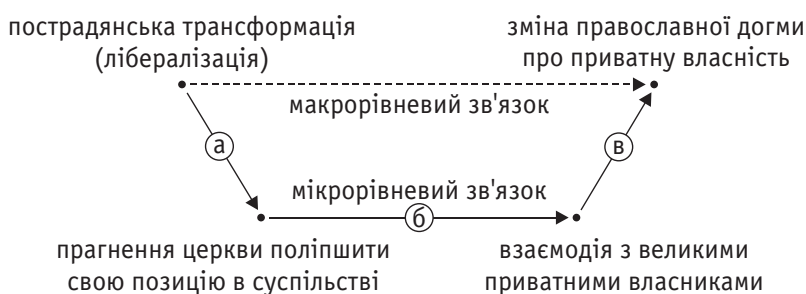 пострадянська трансформація
(лібералізація)
зміна православної догми
про приватну власність
макрорівневий зв'язок
а
в
мікрорівневий зв'язок
б
прагнення церкви поліпшити
свою позицію в суспільстві
взаємодія з великими
приватними власниками